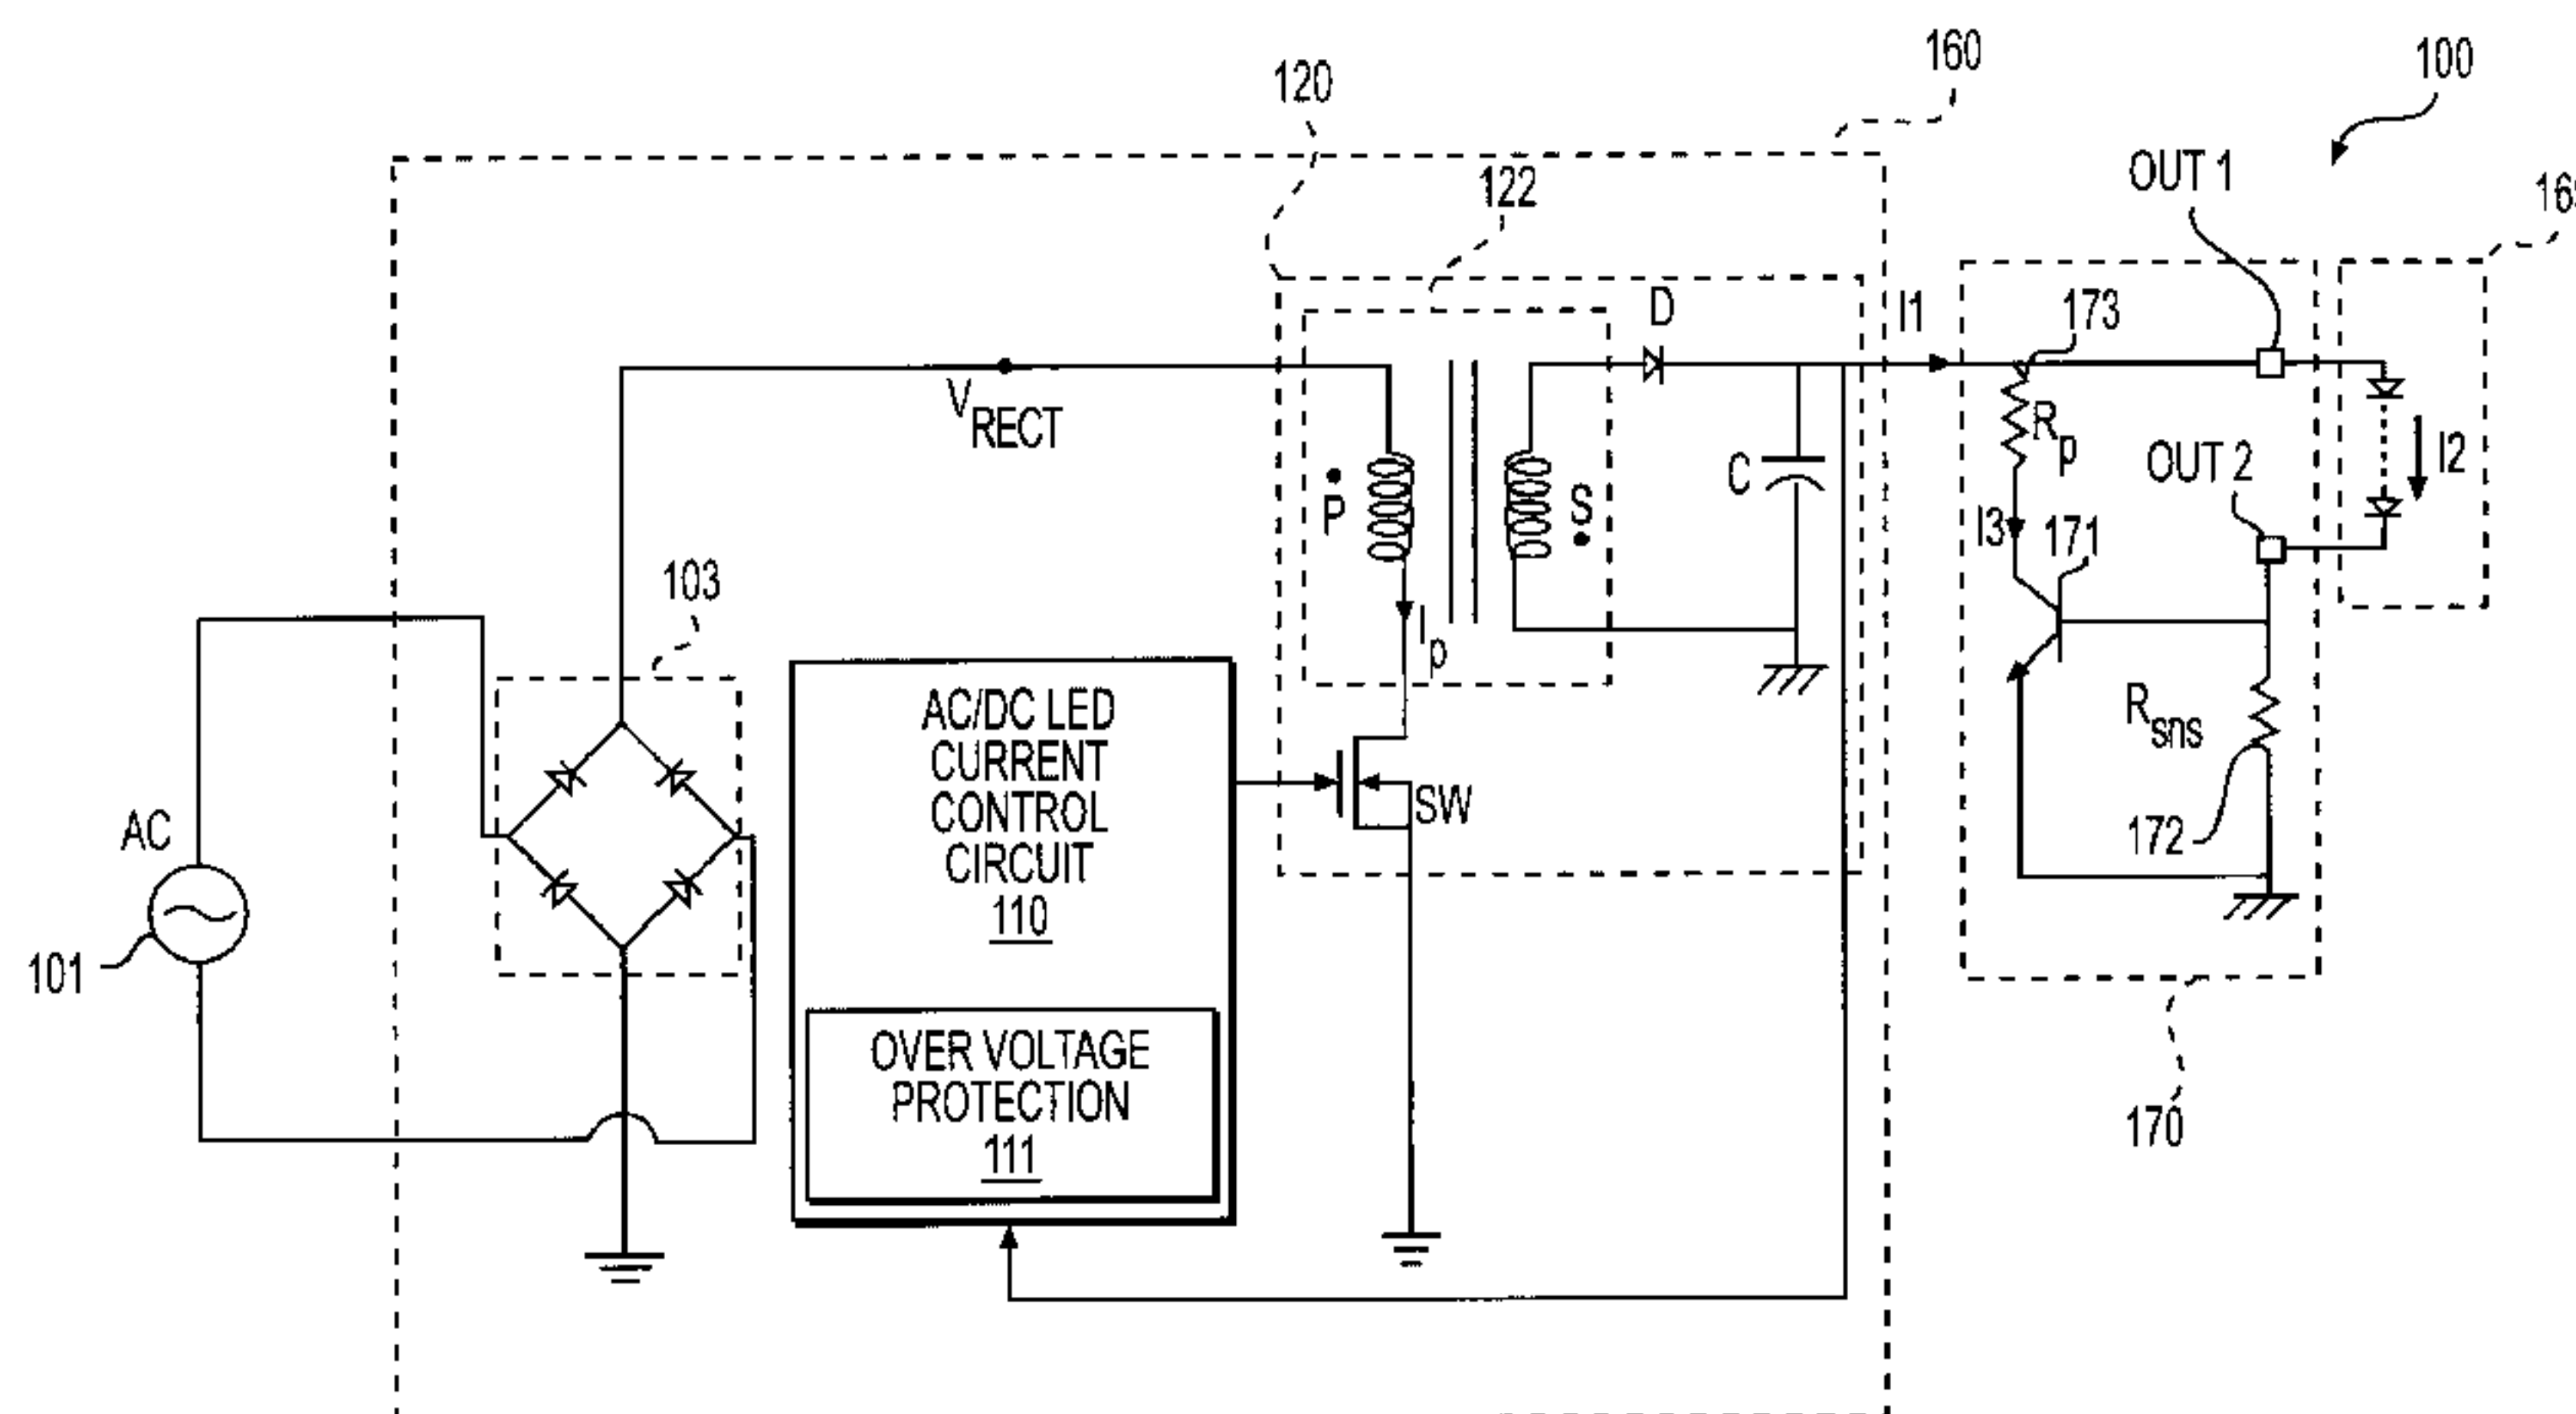 160
100
120
OUT 1
122
D
I1
173
V RECT
Rp
OUT 2
I2
P
S
C
I3
171
103
Ip
AC/DC LED
CURRENT
CONTROL
CIRCUIT
110
Rsns
SW
AC
172
101
OVER VOLTAGE
PROTECTION
111
170